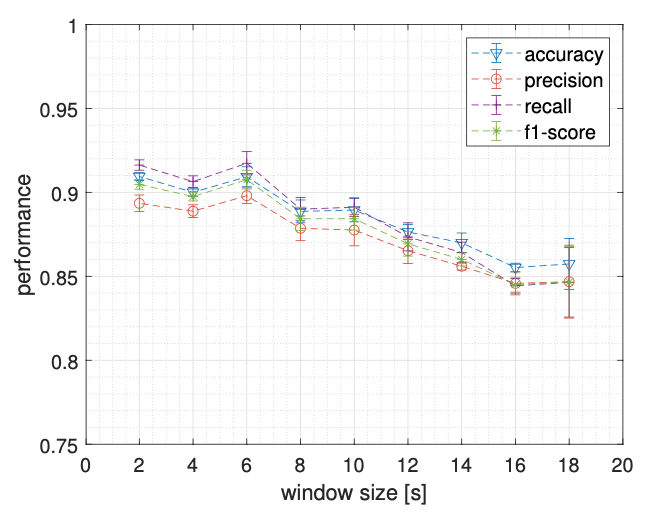 1
0.95
0.9
0.85
0.8
0.75
performance
0 2 4 6 8 10 12 14 16 18 20
window size [s]
accuracy
precision
recall
f1-score